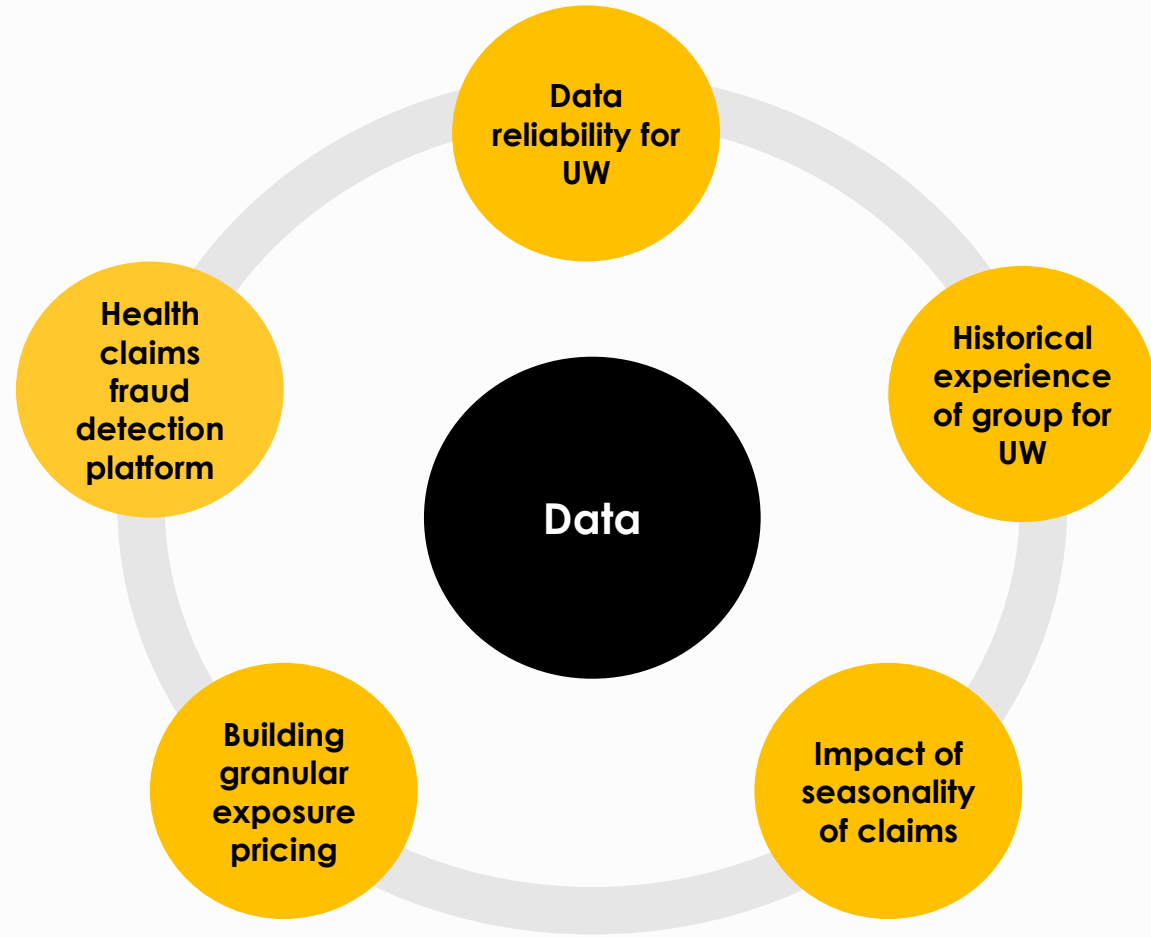 Data
reliability for
UW
Historical
experience
of group for
UW
Impact of
seasonality
of claims
Building
granular
exposure
pricing
Health
claims
fraud
detection
platform
Data